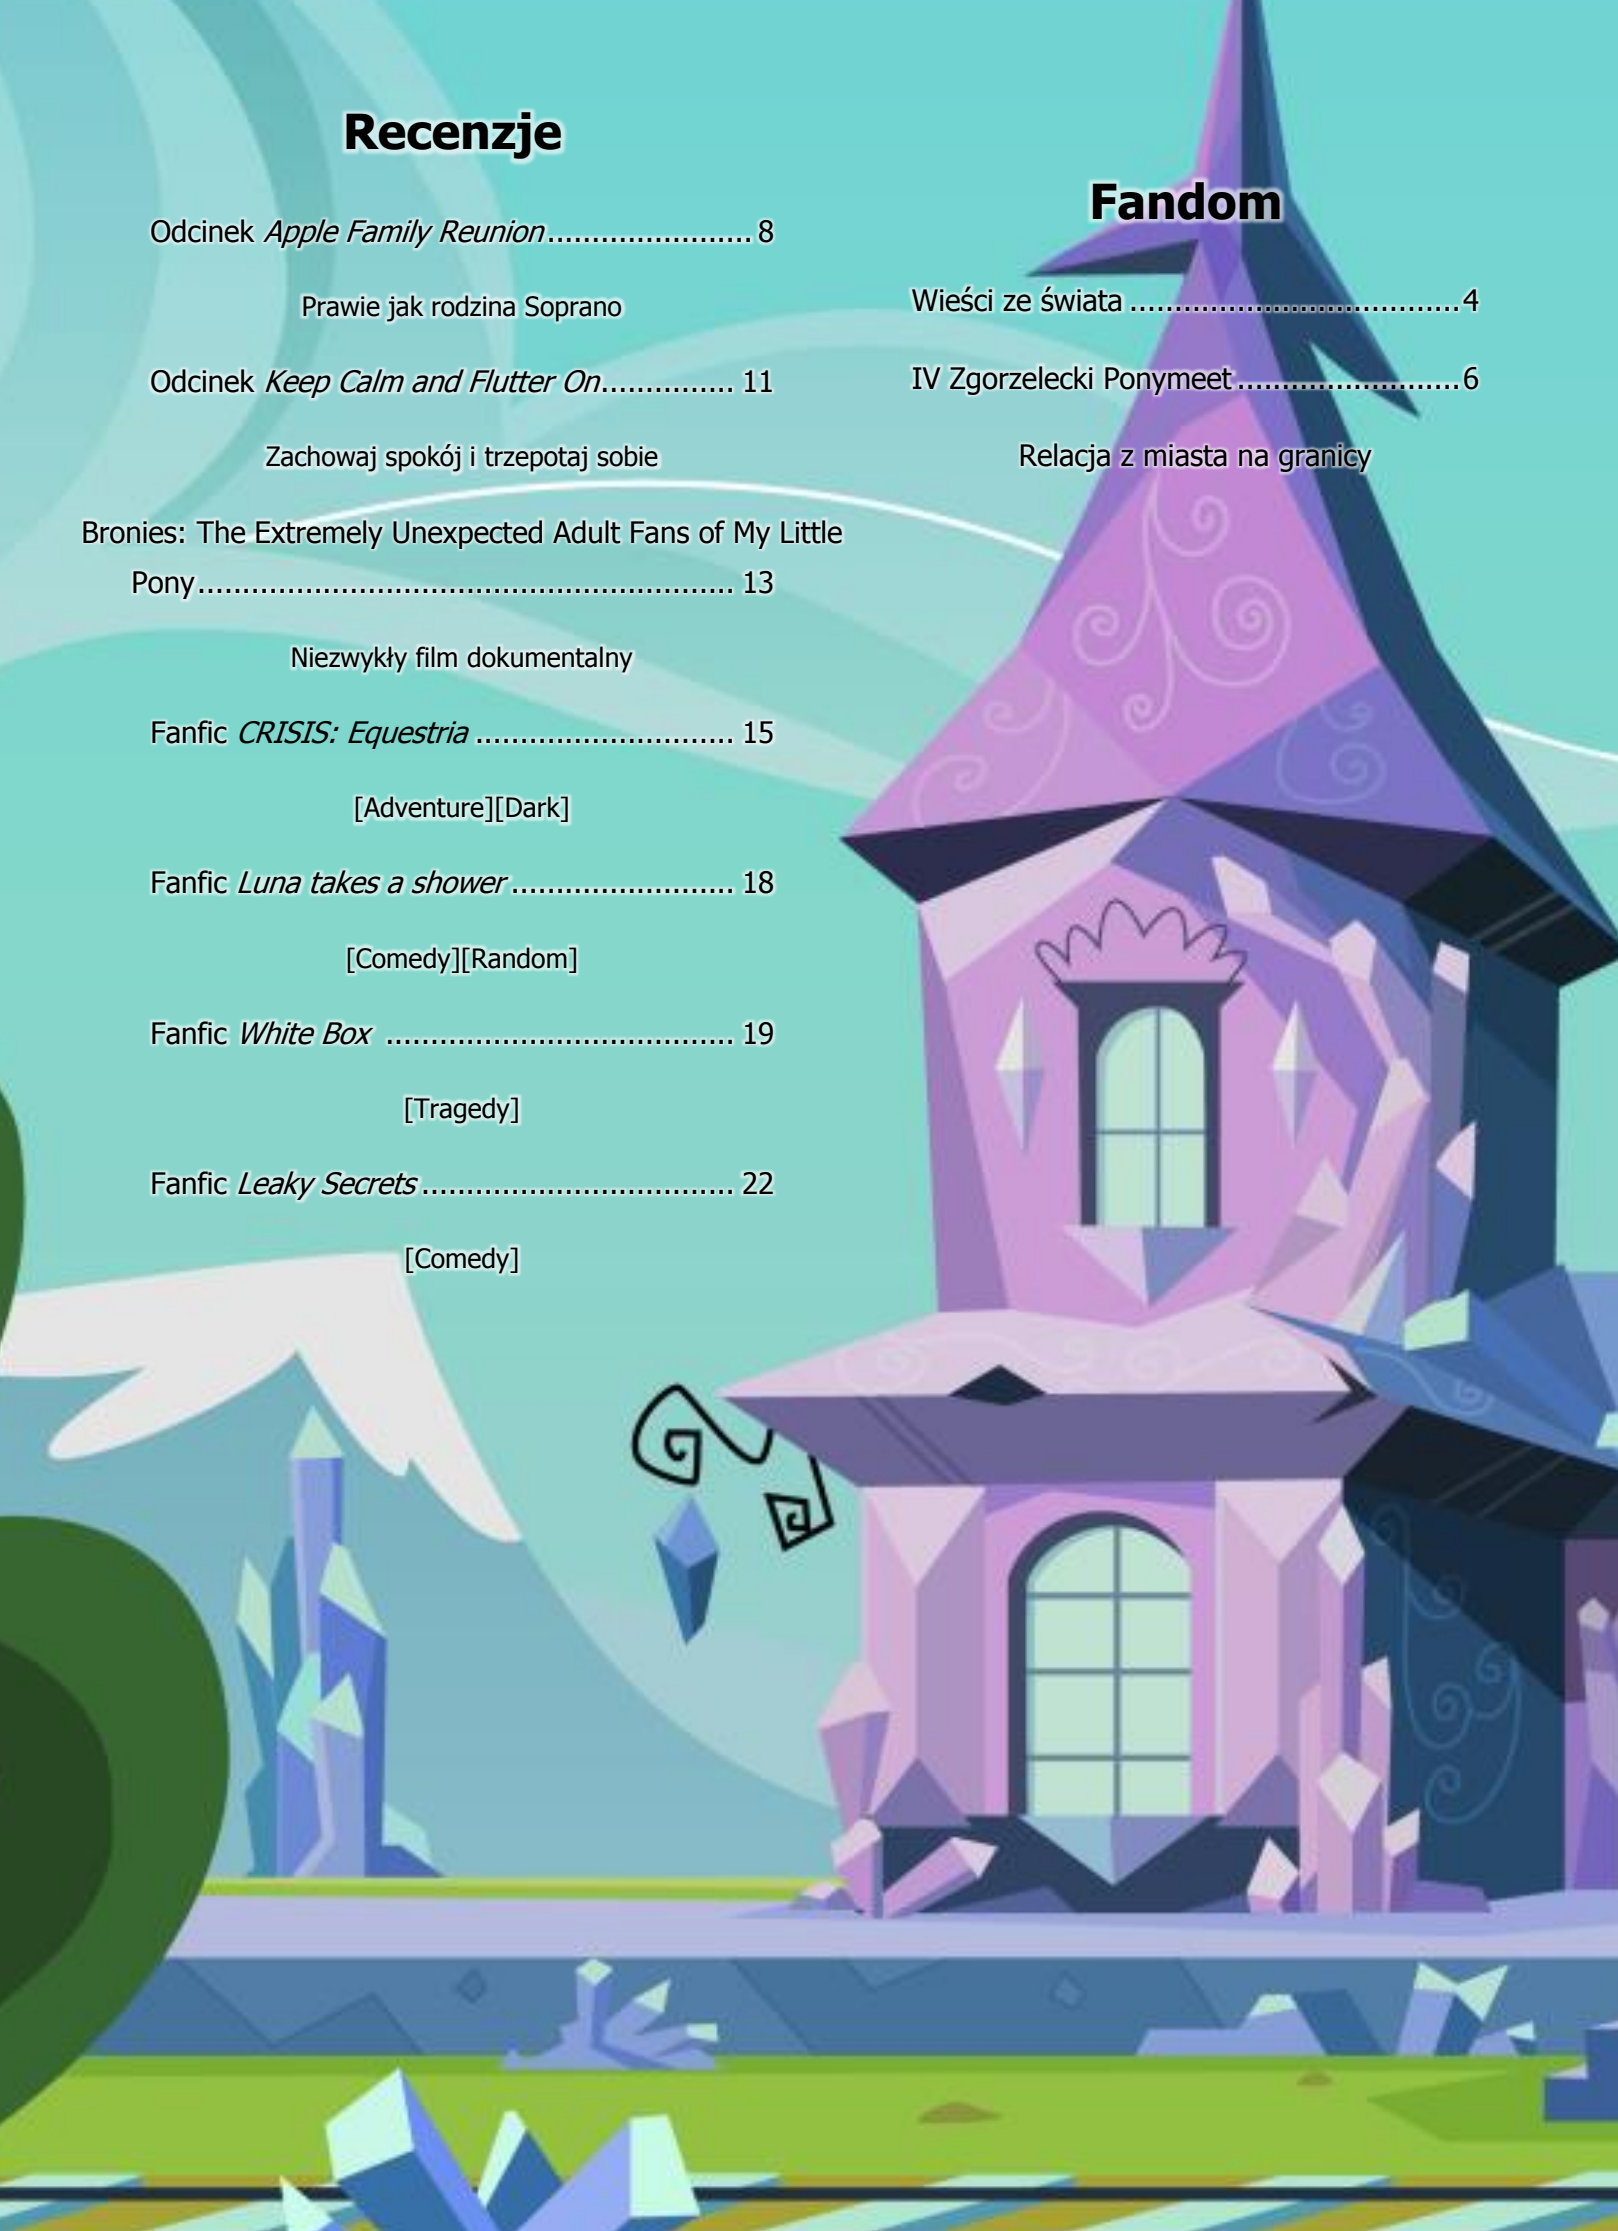 Recenzje
Odcinek Apple Family Reunion....................... 8
Prawie jak rodzina Soprano
Odcinek Keep Calm and Flutter On............... 11
Zachowaj spokój i trzepotaj sobie
Bronies: The Extremely Unexpected Adult Fans of My Little
Pony............................................................ 13
Niezwykły film dokumentalny
Fanfic CRISIS: Equestria ............................. 15
[Adventure][Dark]
Fanfic Luna takes a shower ......................... 18
[Comedy][Random]
Fanfic White Box ....................................... 19
[Tragedy]
Fanfic Leaky Secrets ................................... 22
[Comedy]
Fandom
Wieści ze świata .....................................4
IV Zgorzelecki Ponymeet .........................6
Relacja z miasta na granicy